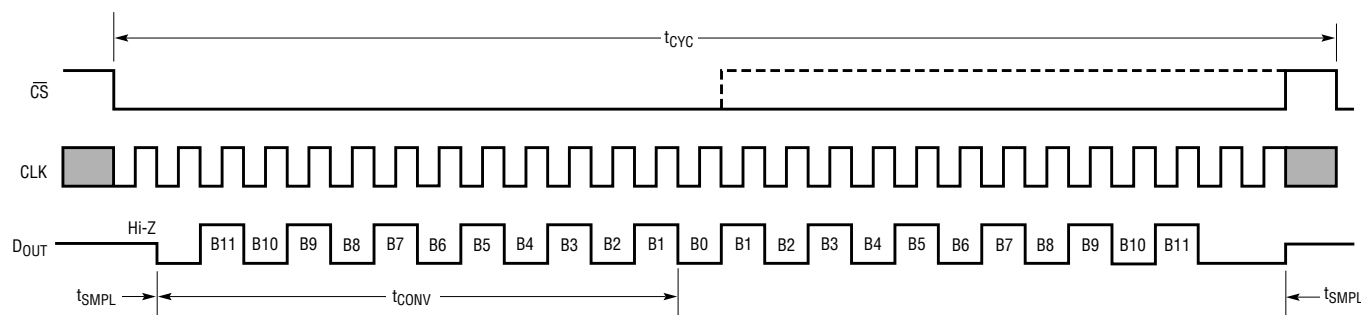 tCYC
CS
CLK
Hi-Z
DOUT
B11 B10 B9 B8 B7 B6 B5 B4 B3 B2 B1 B0 B1 B2 B3 B4 B5 B6 B7 B8 B9 B10 B11
tSMPL tCONV tSMPL